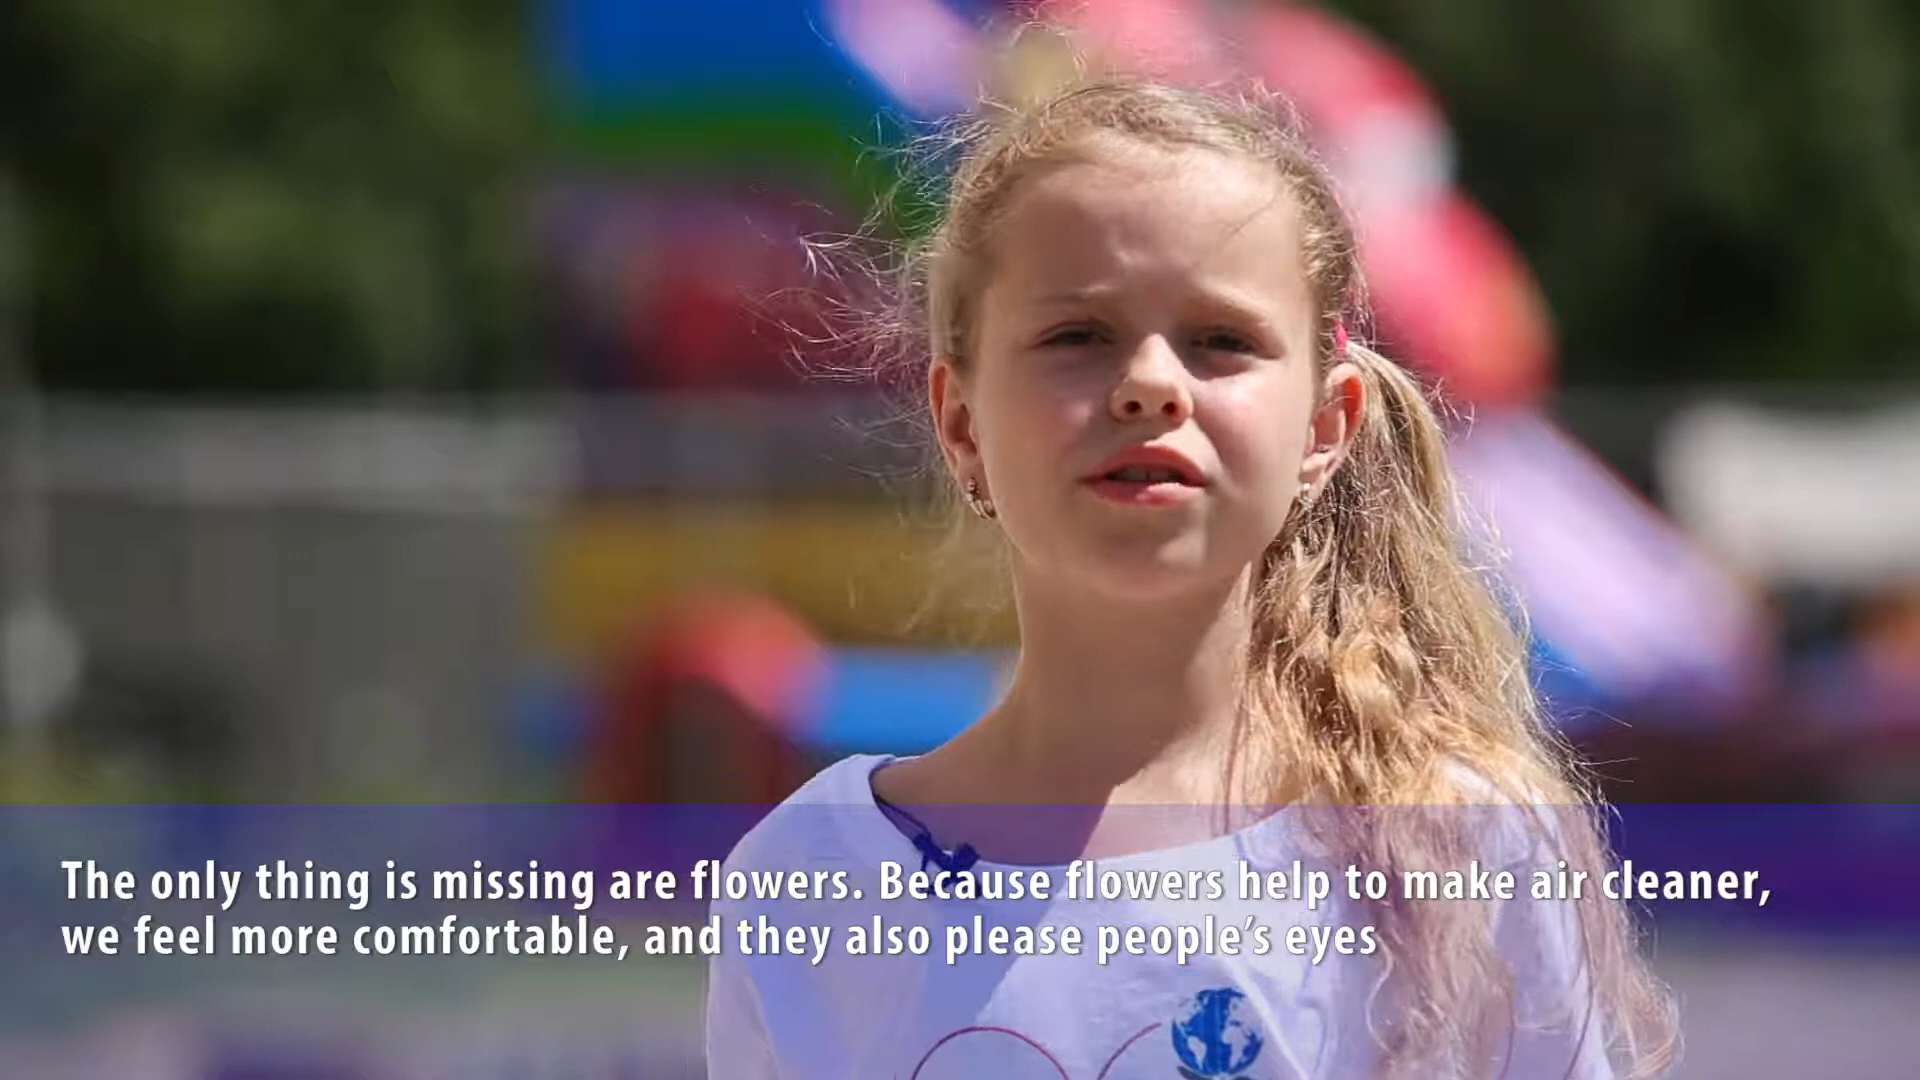 The only thing is missing are flowers. Because flowers help to make air cleaner,
we feel more comfortable, and they also please people’s eyes